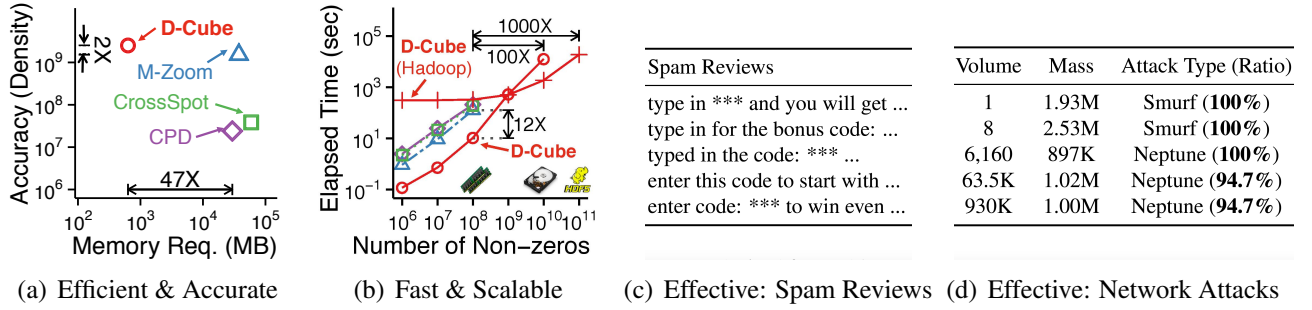 Accuracy (Density)
10^9
10^8
10^7
10^6
2X
D-Cube
M-Zoom
CrossSpot
CPD
47X
10^2 10^3 10^4 10^5
Memory Req. (MB)
(a) Efficient & Accurate
Elapsed Time (sec)
10^5
10^3
10^1
10^-1
1000X
100X
D-Cube
(Hadoop)
12X
D-Cube
HDFS
10^6 10^7 10^8 10^9 10^10 10^11
Number of Non-zeros
(b) Fast & Scalable
Spam Reviews
type in *** and you will get ...
type in for the bonus code: ...
typed in the code: *** ...
enter this code to start with ...
enter code: *** to win even ...
(c) Effective: Spam Reviews
Volume Mass Attack Type (Ratio)
1 1.93M Smurf (100%)
8 2.53M Smurf (100%)
6,160 897K Neptune (100%)
63.5K 1.02M Neptune (94.7%)
930K 1.00M Neptune (94.7%)
(d) Effective: Network Attacks